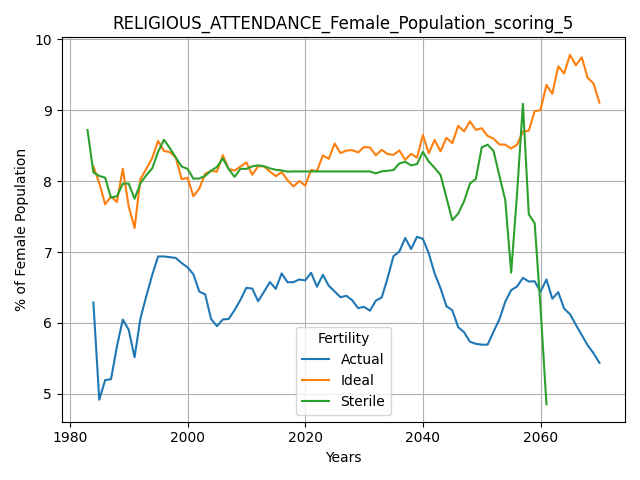 RELIGIOUS_ATTENDANCE_Female_Population_scoring_5
% of Female Population
10
9
8
7
6
5
Fertility
Actual
Ideal
Sterile
1980 2000 2020 2040 2060
Years